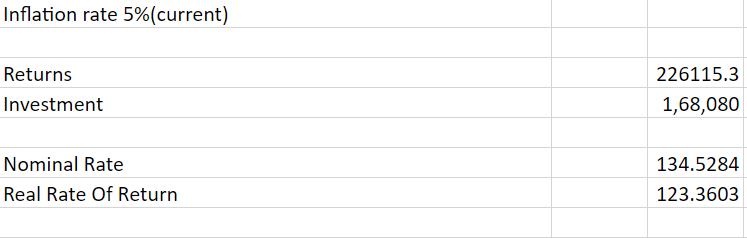 Inflation rate 5%(current)
Returns 226115.3
Investment 1,68,080
Nominal Rate 134.5284
Real Rate Of Return 123.3603